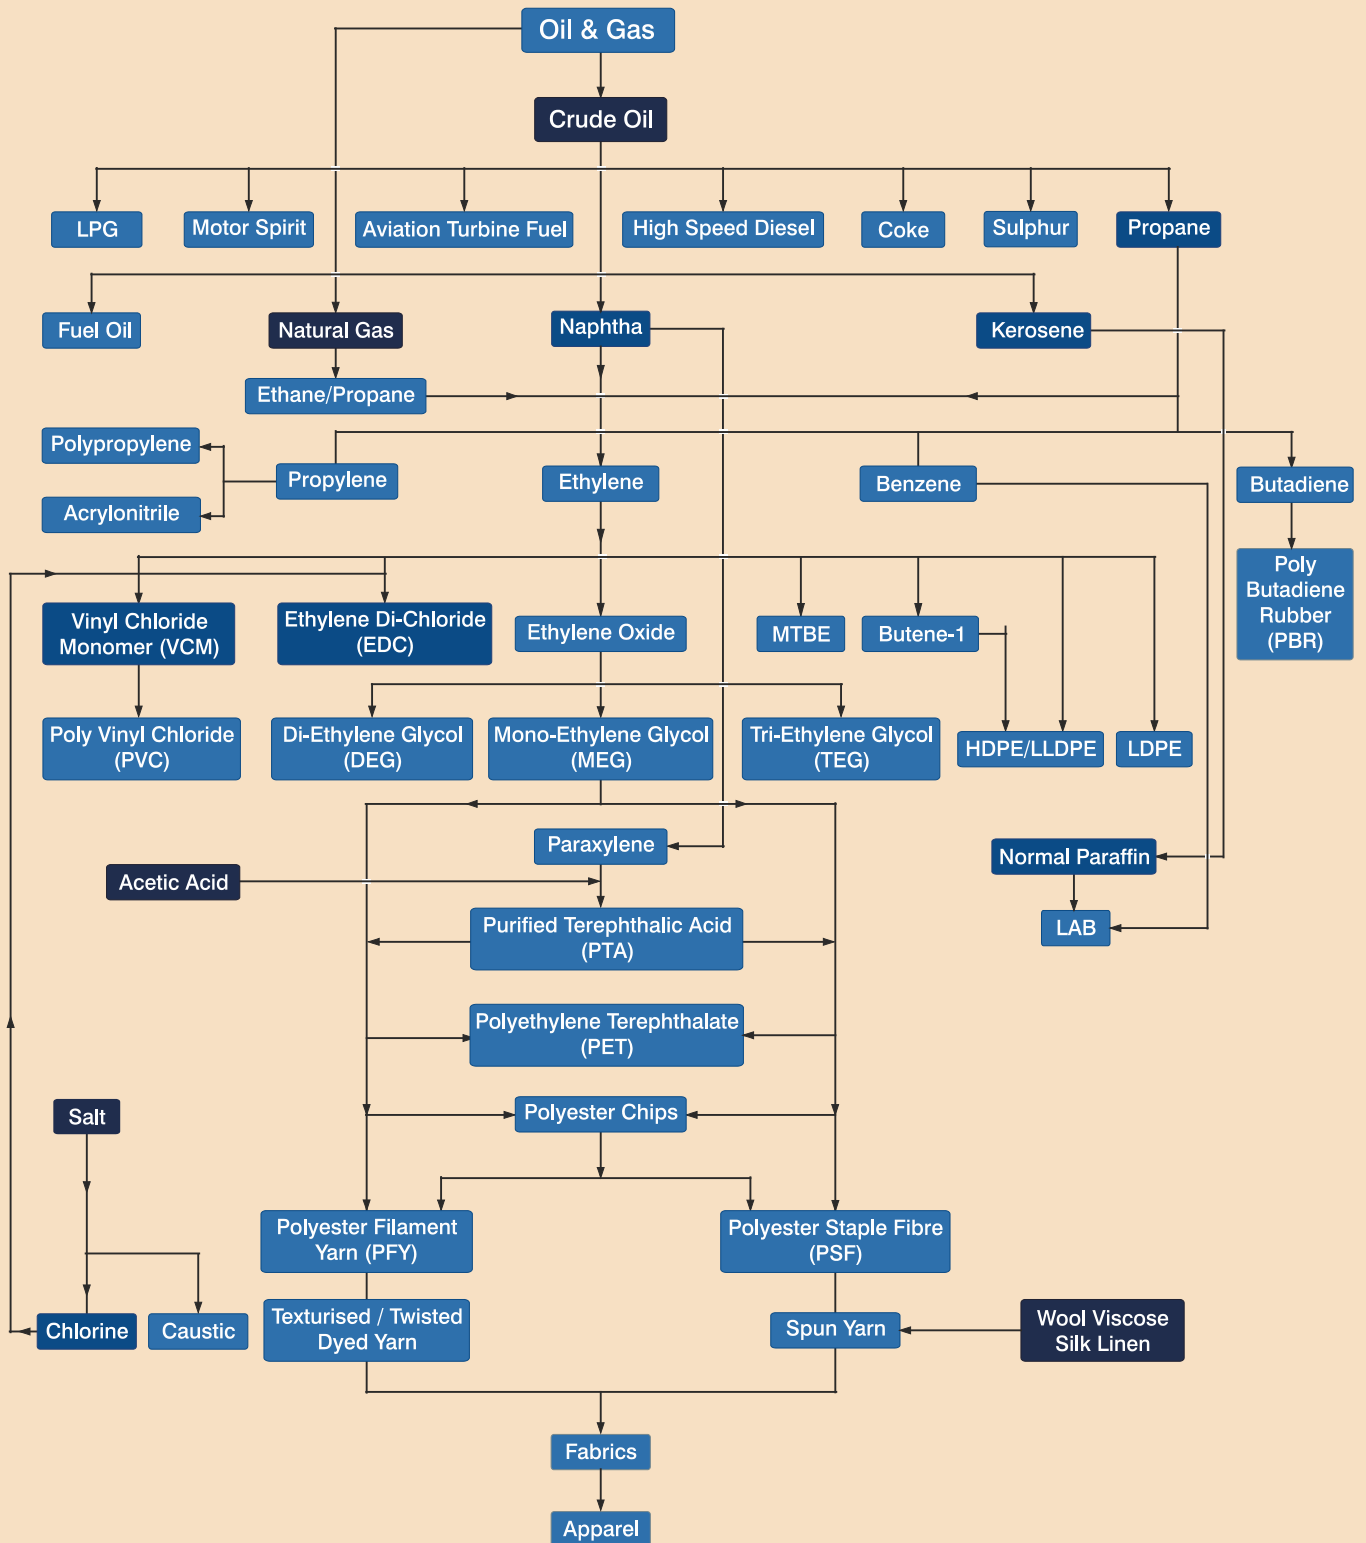 Oil & Gas
Crude Oil
LPG
Motor Spirit
Aviation Turbine Fuel
High Speed Diesel
Coke
Sulphur
Propane
Fuel Oil
Natural Gas
Naphtha
Kerosene
Ethane/Propane
Polypropylene
Propylene
Ethylene
Benzene
Butadiene
Acrylonitrile
Poly
Butadiene
Rubber
(PBR)
Vinyl Chloride
Monomer (VCM)
Ethylene Di-Chloride
(EDC)
Ethylene Oxide
MTBE
Butene-1
Poly Vinyl Chloride
(PVC)
Di-Ethylene Glycol
(DEG)
Mono-Ethylene Glycol
(MEG)
Tri-Ethylene Glycol
(TEG)
HDPE/LLDPE
LDPE
Paraxylene
Normal Paraffin
Acetic Acid
Purified Terephthalic Acid
(PTA)
LAB
Polyethylene Terephthalate
(PET)
Salt
Polyester Chips
Polyester Filament
Yarn (PFY)
Polyester Staple Fibre
(PSF)
Chlorine
Caustic
Texturised / Twisted
Dyed Yarn
Spun Yarn
Wool Viscose
Silk Linen
Fabrics
Apparel